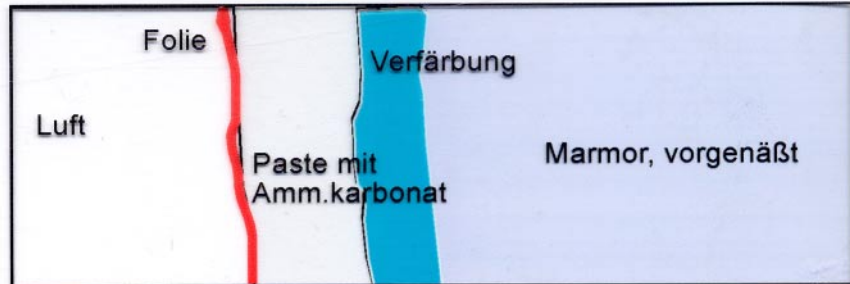 Folie
Verfärbung
Luft
Marmor, vorgenäßt
Paste mit
Amm.karbonat